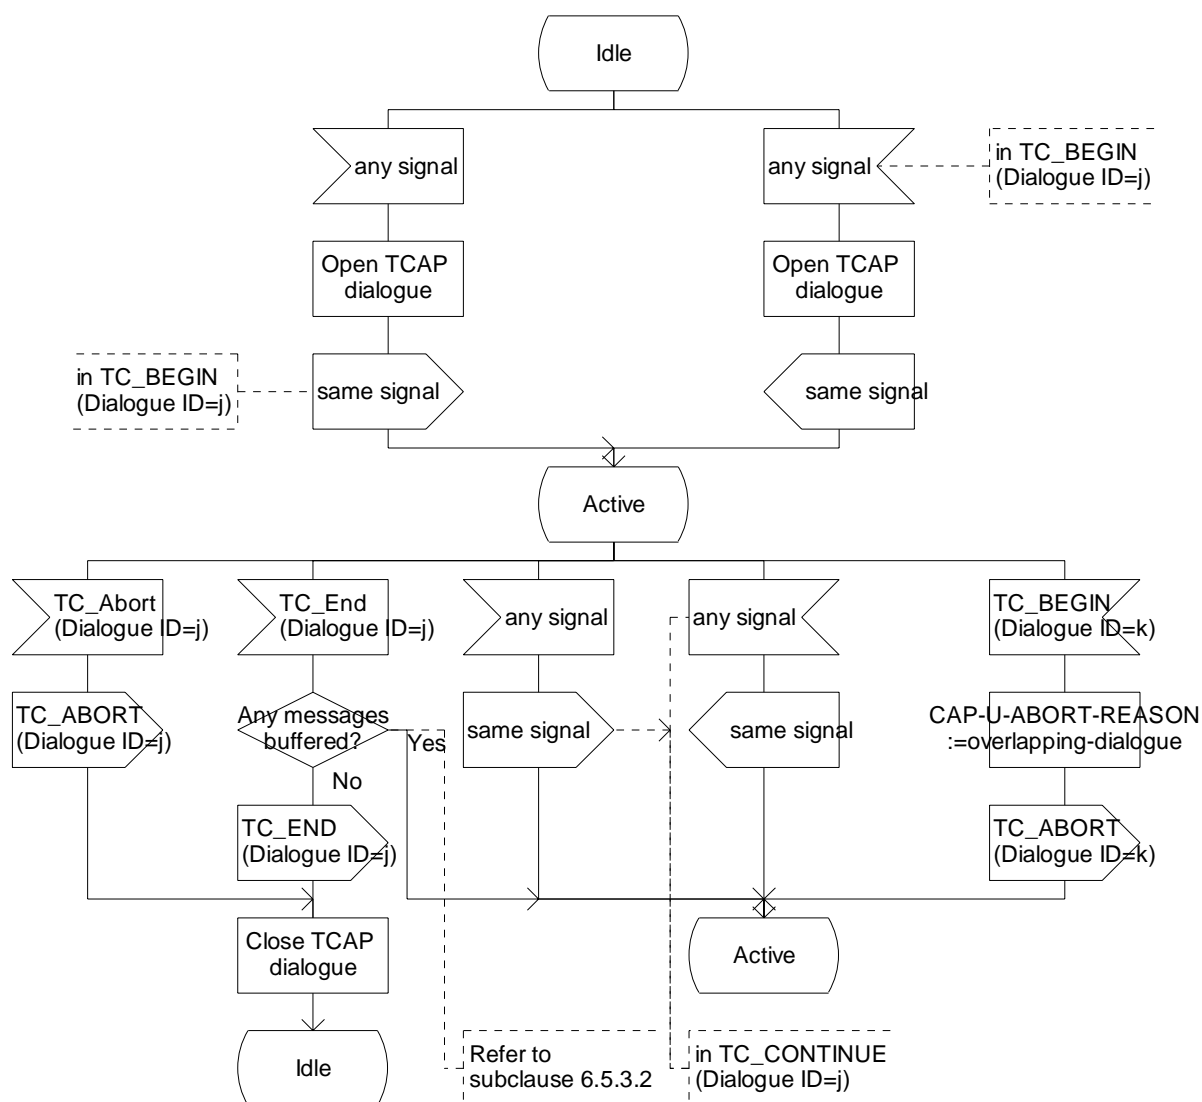 Idle
any signal
any signal
in TC_BEGIN
(Dialogue ID=j)
Open TCAP
dialogue
Open TCAP
dialogue
in TC_BEGIN
(Dialogue ID=j)
same signal
same signal
Active
TC_Abort
(Dialogue ID=j)
TC_End
(Dialogue ID=j)
any signal
any signal
TC_BEGIN
(Dialogue ID=k)
TC_ABORT
(Dialogue ID=j)
Any messages
buffered?
Yes
No
same signal
same signal
CAP-U-ABORT-REASON
:=overlapping-dialogue
TC_END
(Dialogue ID=j)
TC_ABORT
(Dialogue ID=k)
Close TCAP
dialogue
Active
Idle
Refer to
subclause 6.5.3.2
in TC_CONTINUE
(Dialogue ID=j)